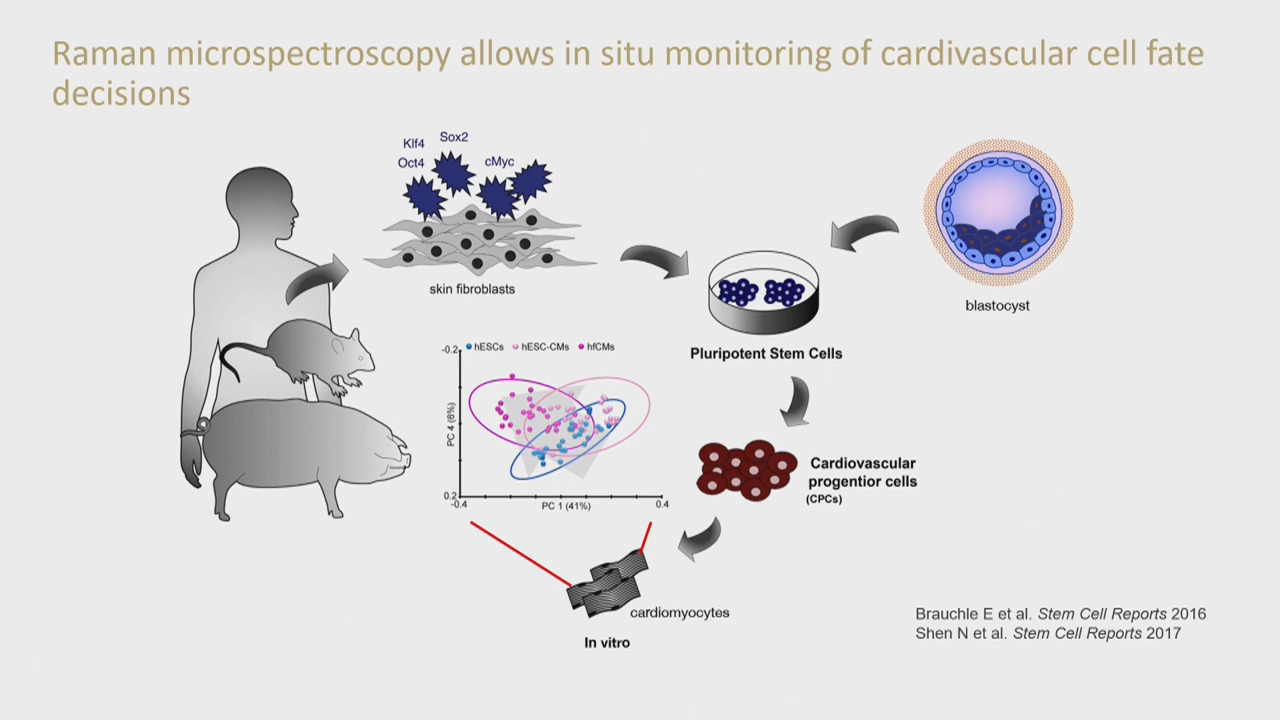 Raman microspectroscopy allows in situ monitoring of cardivascular cell fate
decisions
Klf4
Sox2
Oct4
cMyc
skin fibroblasts
blastocyst
Pluripotent Stem Cells
-0.2
hESCs
hESC-CMs
hfCMs
PC 4 (6%)
0.2
-0.4
PC 1 (41%)
0.4
Cardiovascular
progentior cells
(CPCs)
cardiomyocytes
In vitro
Brauchle E et al. Stem Cell Reports 2016
Shen N et al. Stem Cell Reports 2017